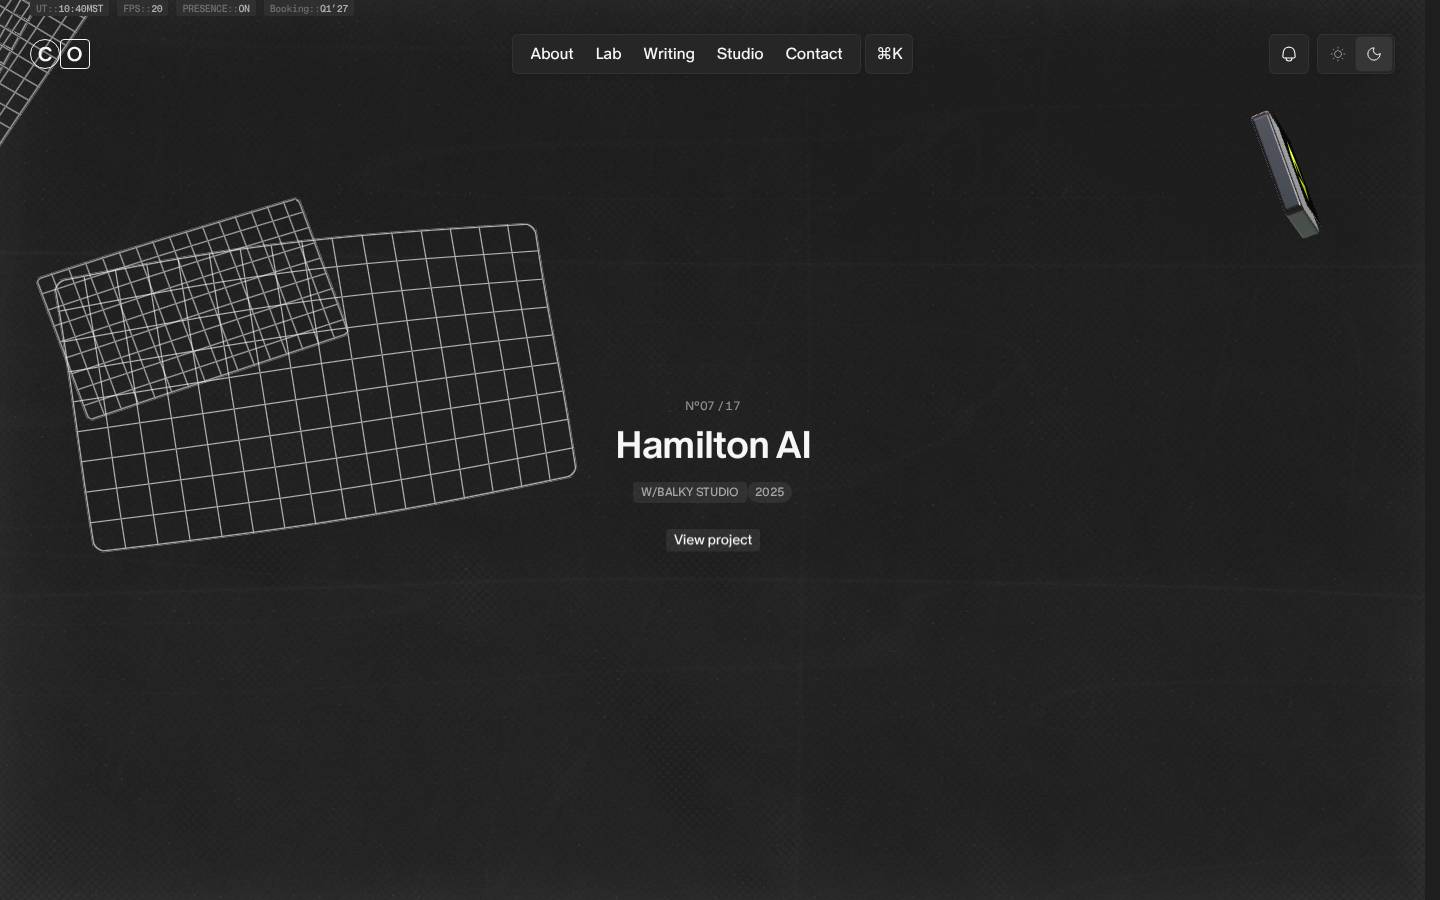 UT::10:40MST FPS::20 PRESENCE::ON Booking::Q1'27
C O
About Lab Writing Studio Contact ⌘K
Nº07 / 17
Hamilton AI
W/BALKY STUDIO 2025
View project